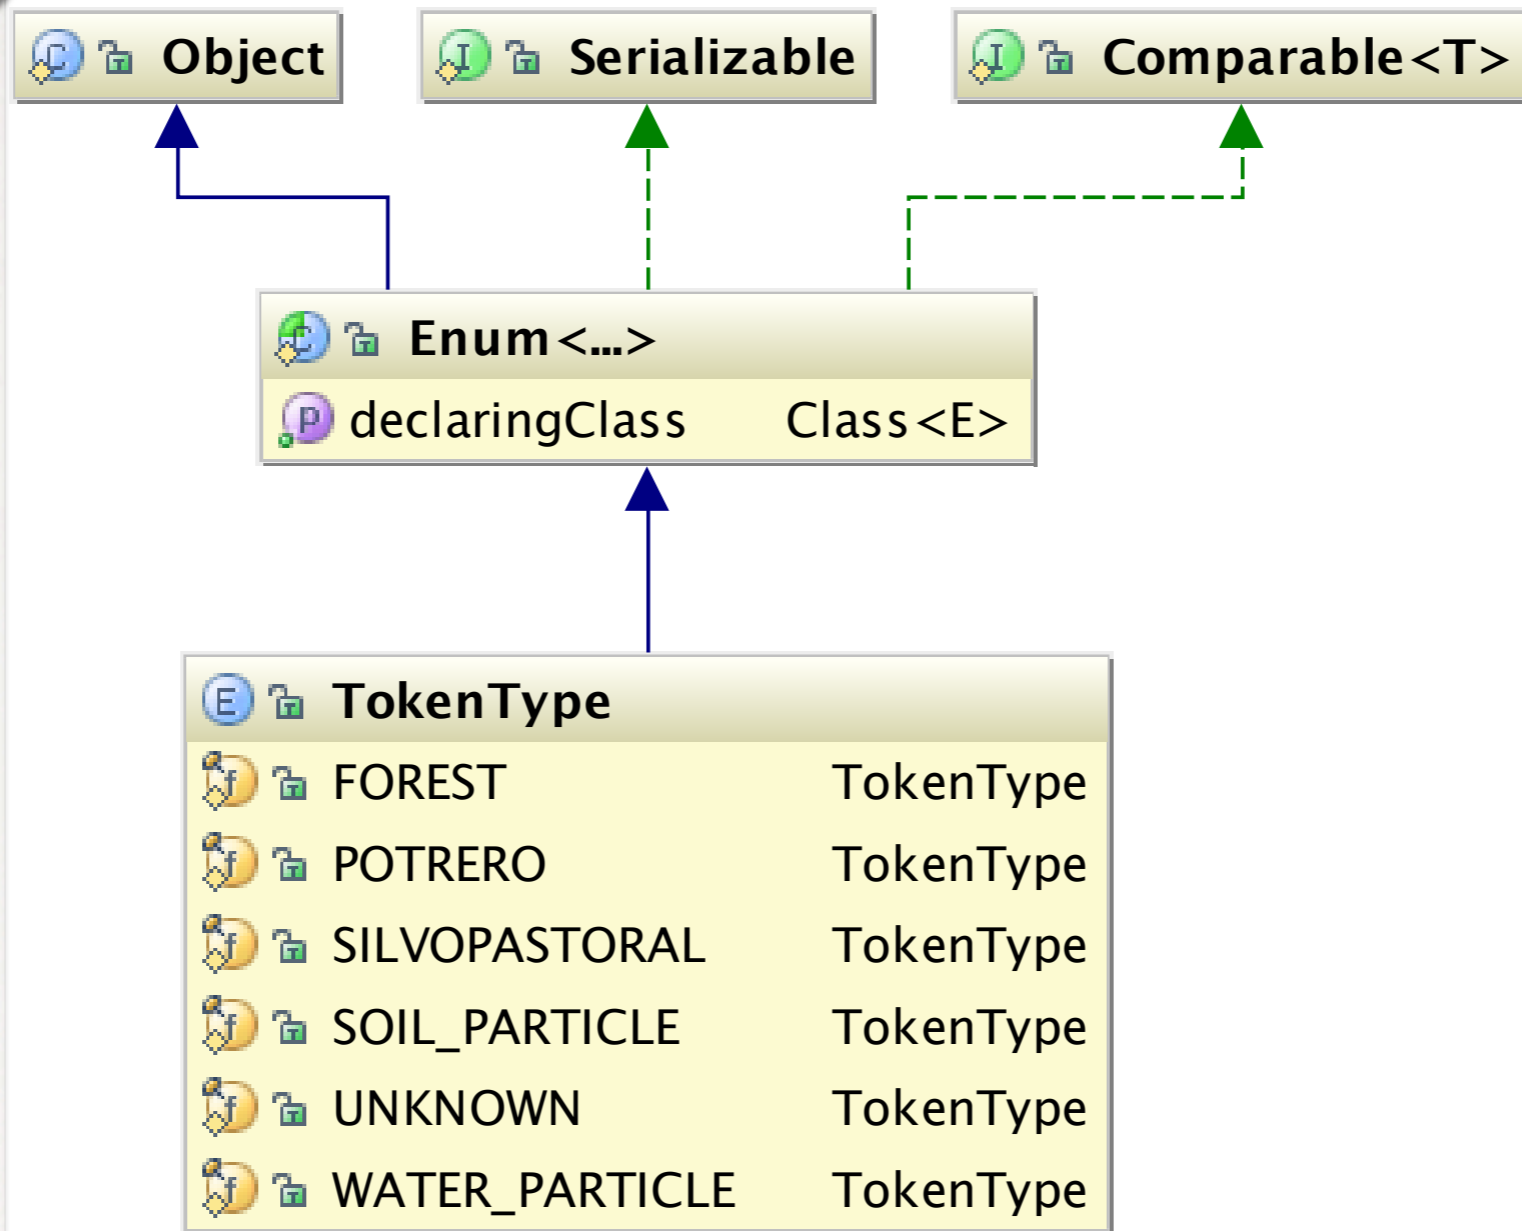 Object
Serializable
Comparable<T>
Enum<...>
declaringClass Class<E>
TokenType
FOREST TokenType
POTRERO TokenType
SILVOPASTORAL TokenType
SOIL_PARTICLE TokenType
UNKNOWN TokenType
WATER_PARTICLE TokenType